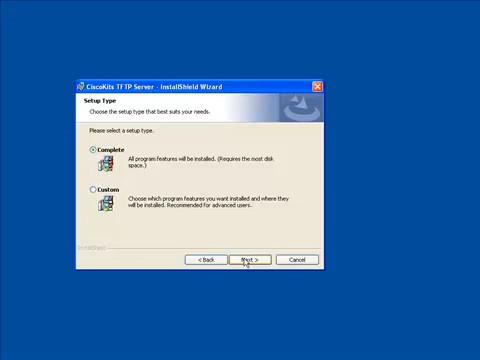 CiscoKits TFTP Server - InstallShield Wizard
Setup Type
Choose the setup type that best suits your needs.
Please select a setup type.
Complete
All program features will be installed. (Requires the most disk
space.)
Custom
Choose which program features you want installed and where they
will be installed. Recommended for advanced users.
InstallShield
< Back
Next >
Cancel